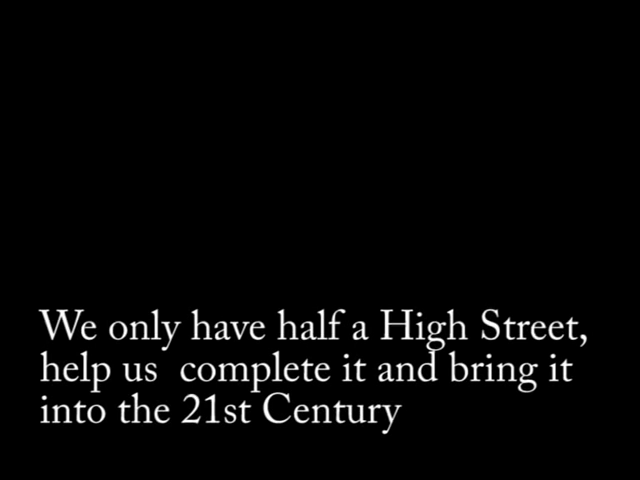 We only have half a High Street,
help us  complete it and bring it
into the 21st Century